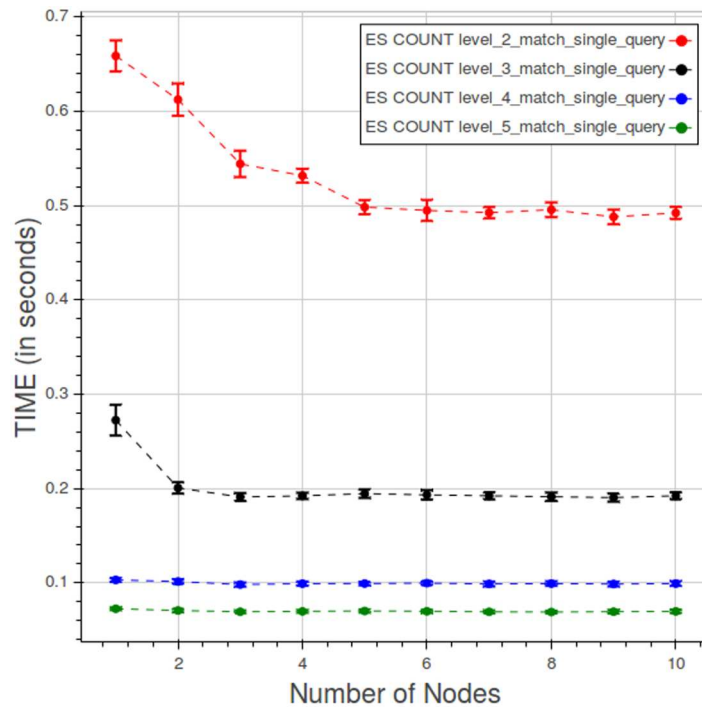 0.7
0.6
0.5
0.4
0.3
0.2
0.1
TIME (in seconds)
ES COUNT level_2_match_single_query
ES COUNT level_3_match_single_query
ES COUNT level_4_match_single_query
ES COUNT level_5_match_single_query
2 4 6 8 10
Number of Nodes